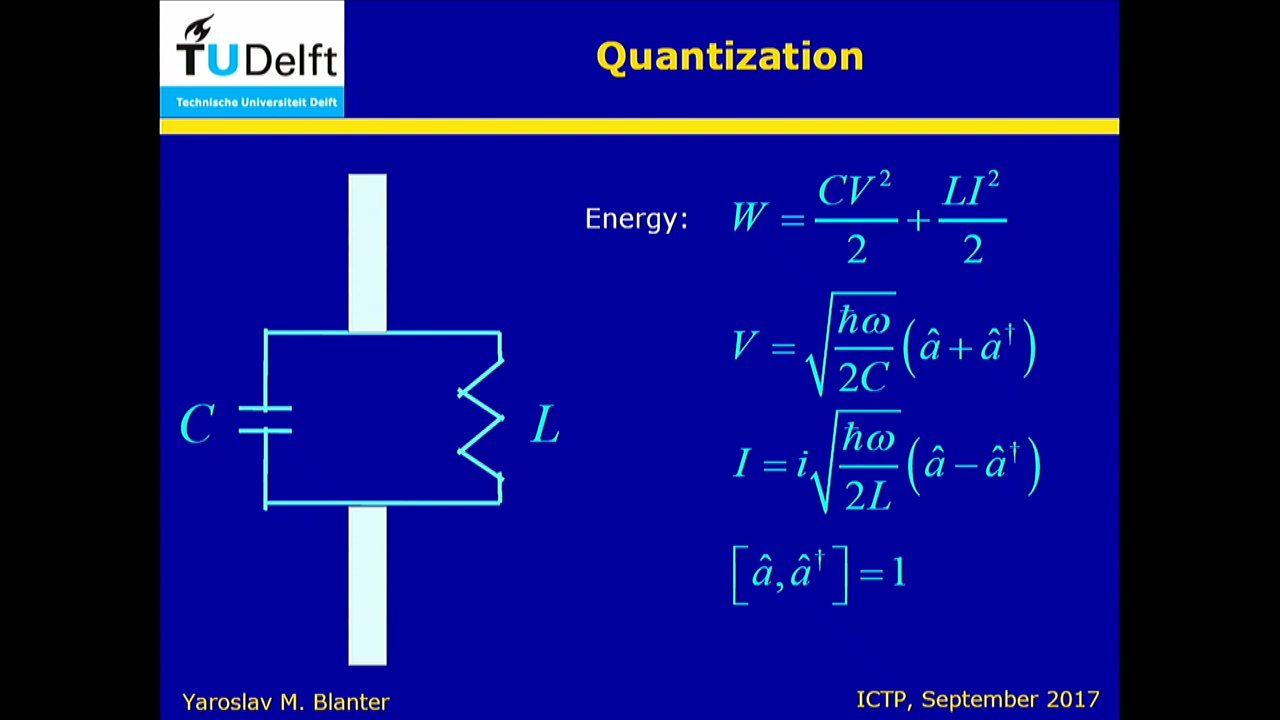 TU Delft
Technische Universiteit Delft
Quantization
Energy: W = CV²/2 + LI²/2
V = √(ħω/2C) (â + â†)
C
L
I = i√(ħω/2L) (â − â†)
[â, â†] = 1
Yaroslav M. Blanter
ICTP, September 2017